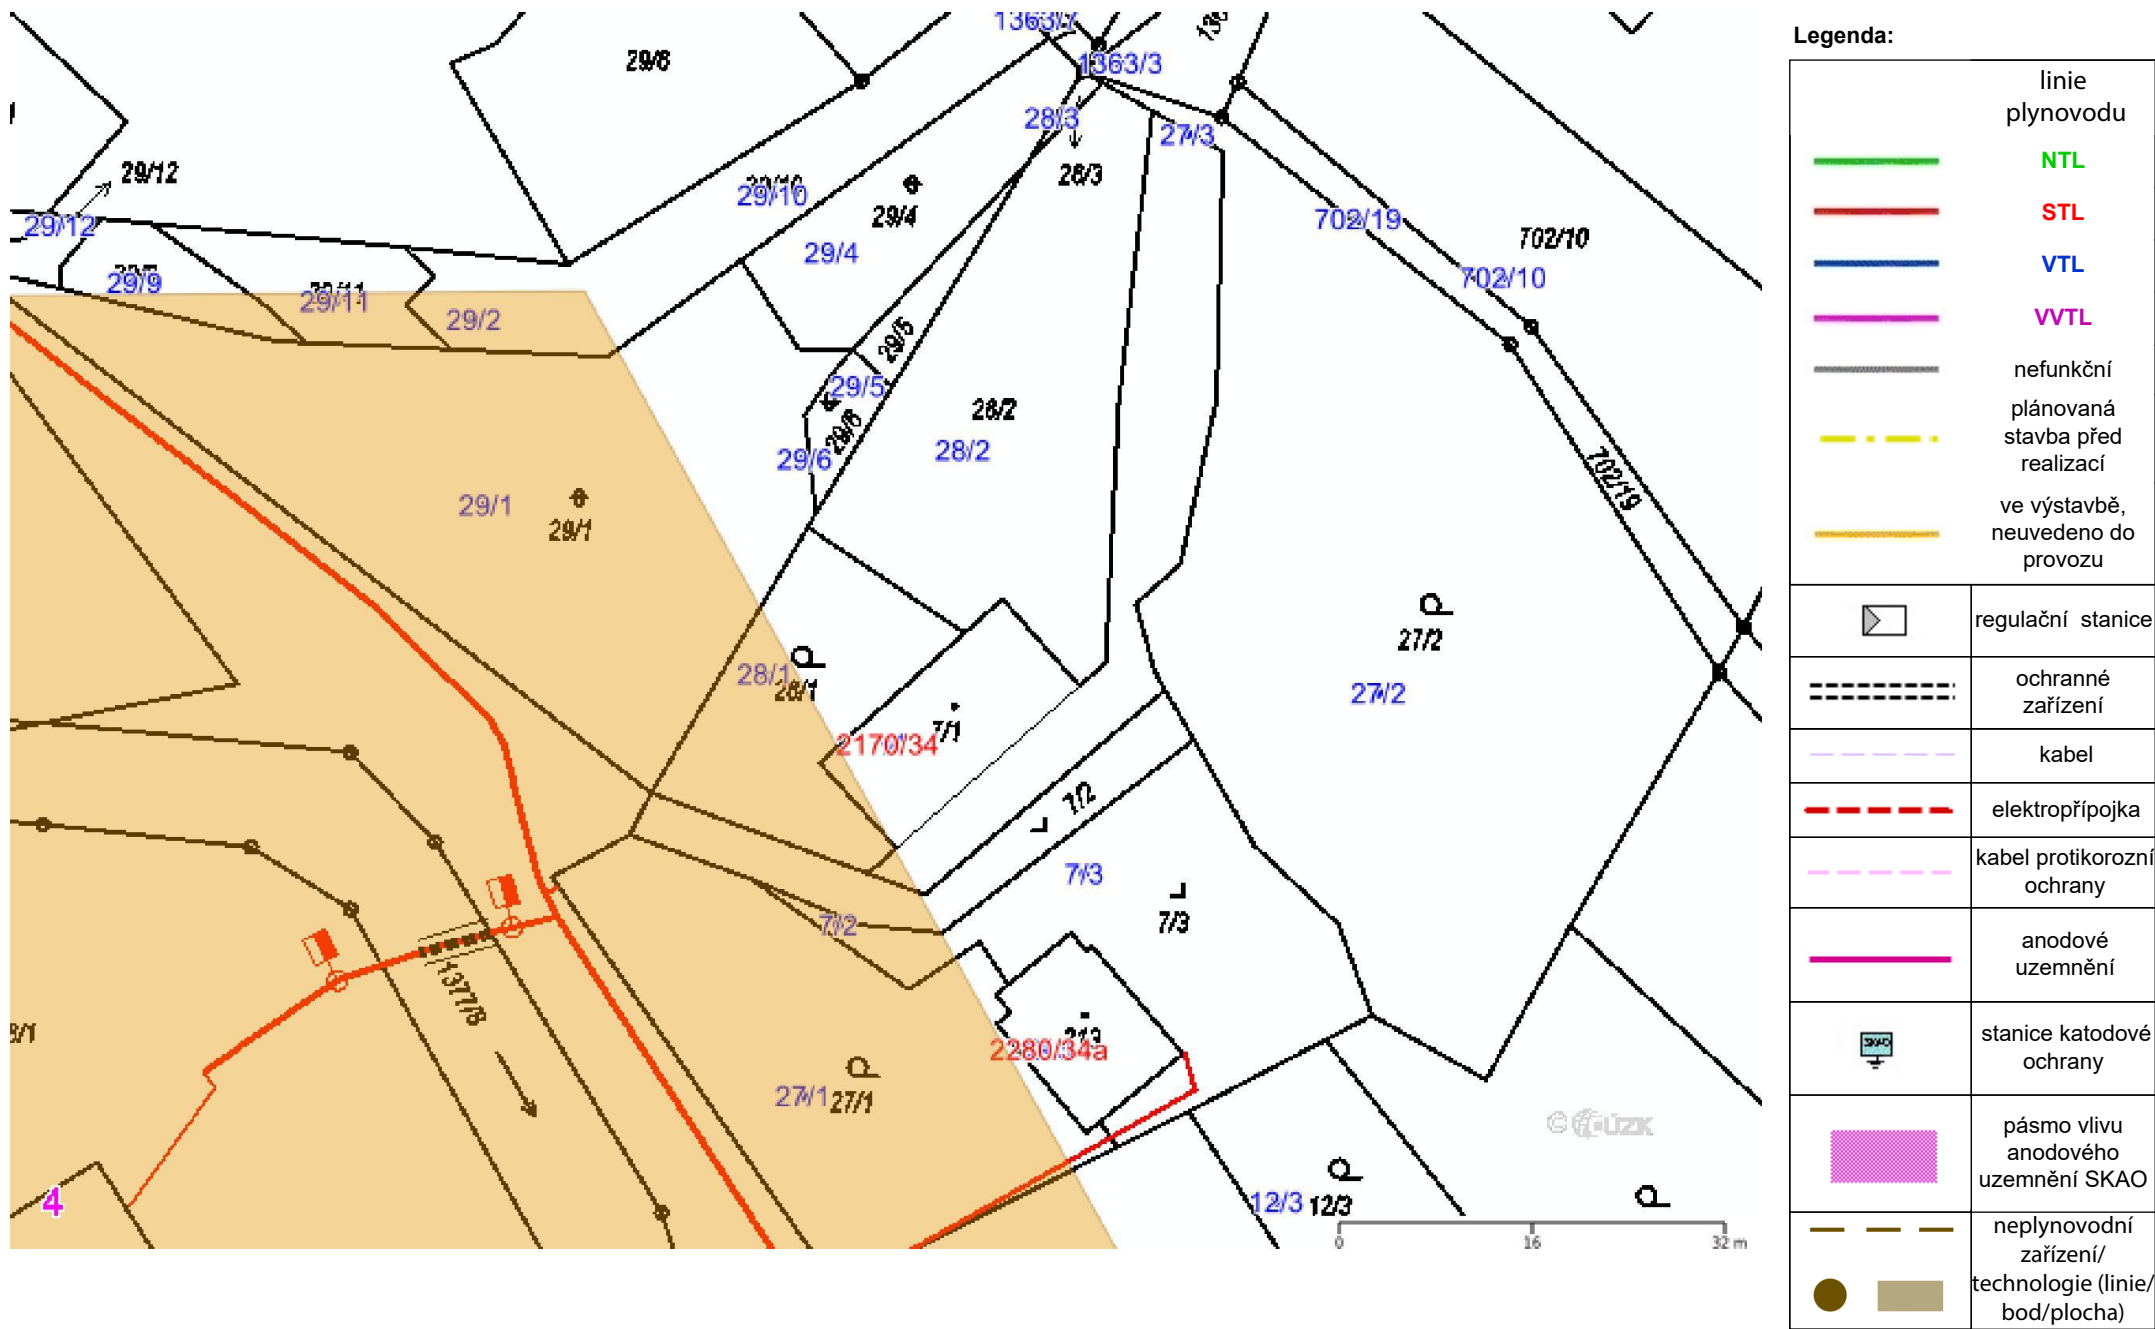 1363/7
1363/3
29/6
28/3
27/3
28/3
29/12
29/12
29/10
29/4
29/4
702/19
702/10
702/10
29/9
29/11
29/2
29/5
29/5
29/6
29/6
28/2
28/2
702/19
29/1
29/1
28/1
28/1
27/2
27/2
2170/34
7/1
7/2
7/3
7/3
7/2
1377/8
2280/34a
27/1
27/1
4
12/3
12/3
0
16
32 m
Legenda:
linie
plynovodu
NTL
STL
VTL
VVTL
nefunkční
plánovaná
stavba před
realizací
ve výstavbě,
neuvedeno do
provozu
regulační stanice
ochranné
zařízení
kabel
elektropřípojka
kabel protikorozní
ochrany
anodové
uzemnění
SKAO
stanice katodové
ochrany
pásmo vlivu
anodového
uzemnění SKAO
neplynovodní
zařízení/
technologie (linie/
bod/plocha)